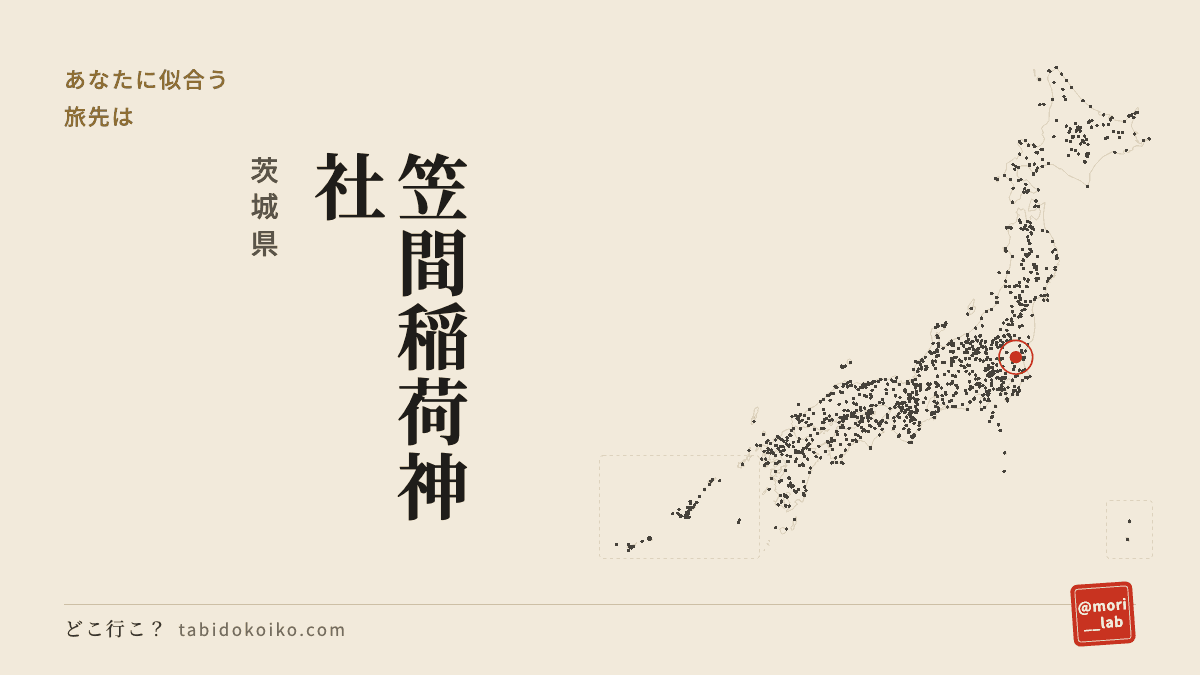 あなたに似合う
旅先は
笠間稲荷神
社
茨城県
どこ行こ？ tabidokoiko.com
@mori
__lab